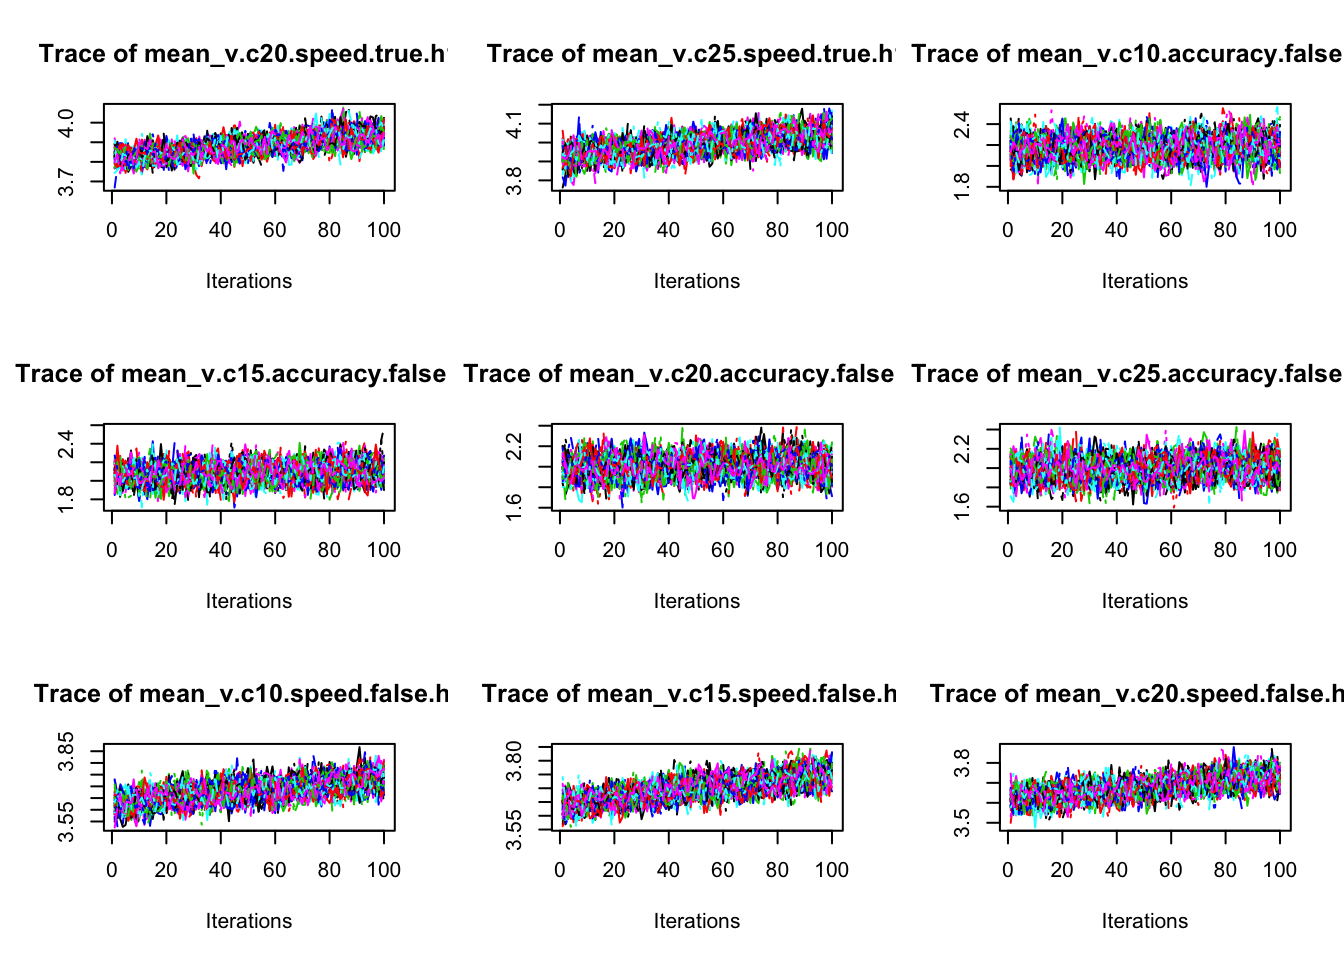 Trace of mean_v.c20.speed.true.h Trace of mean_v.c25.speed.true.h Trace of mean_v.c10.accuracy.false
4.0 4.1 2.4
3.7 3.8 1.8
0 20 40 60 80 100 0 20 40 60 80 100 0 20 40 60 80 100
Iterations Iterations Iterations
Trace of mean_v.c15.accuracy.false Trace of mean_v.c20.accuracy.false Trace of mean_v.c25.accuracy.false
2.4 2.2 2.2
1.8 1.6 1.6
0 20 40 60 80 100 0 20 40 60 80 100 0 20 40 60 80 100
Iterations Iterations Iterations
Trace of mean_v.c10.speed.false.h Trace of mean_v.c15.speed.false.h Trace of mean_v.c20.speed.false.h
3.85 3.80 3.8
3.55 3.55 3.5
0 20 40 60 80 100 0 20 40 60 80 100 0 20 40 60 80 100
Iterations Iterations Iterations